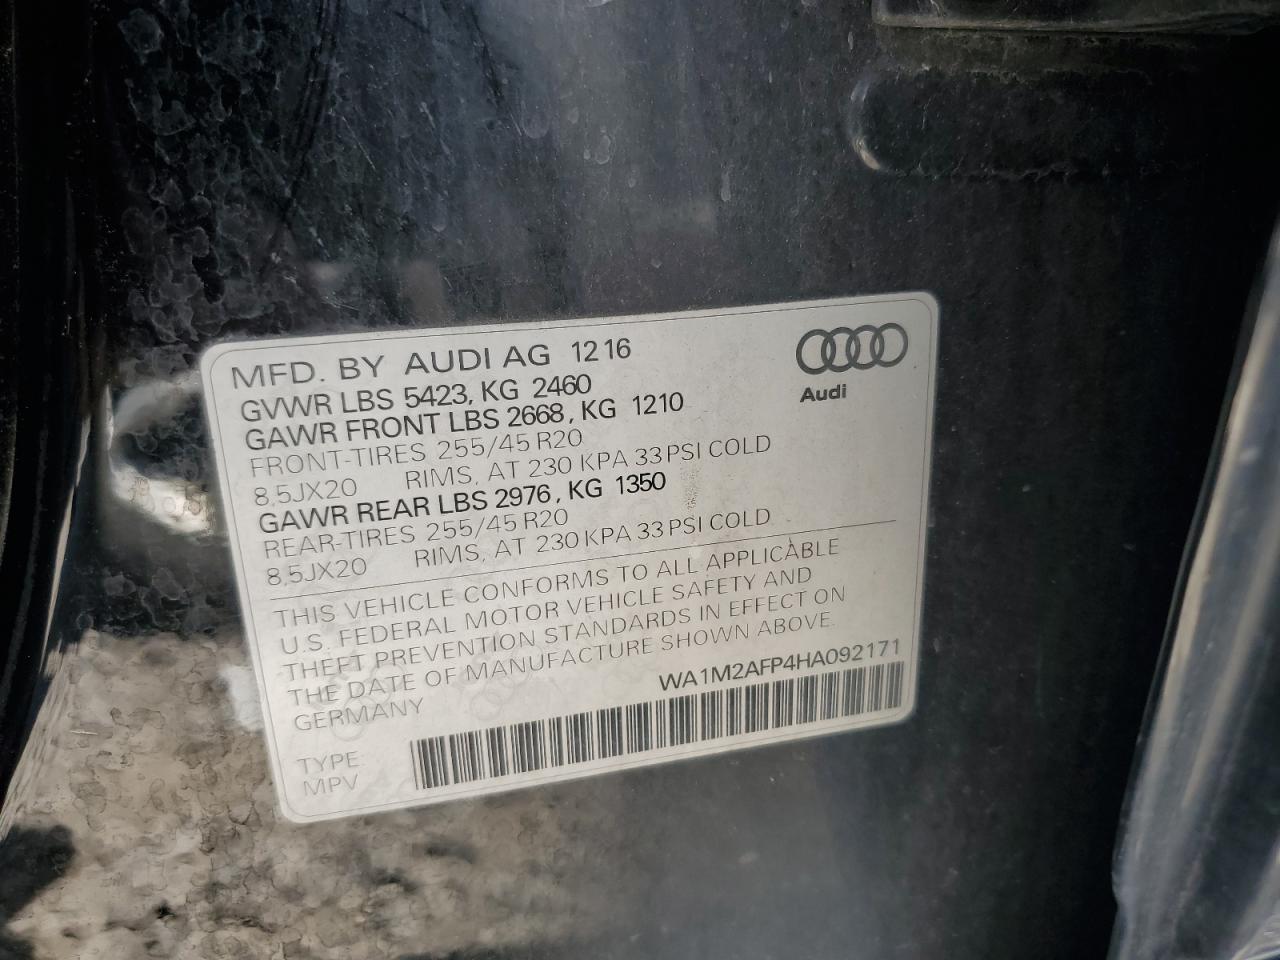 MFD. BY AUDI AG 12 16
GVWR LBS 5423, KG 2460
GAWR FRONT LBS 2668, KG 1210
FRONT-TIRES 255/45 R20
8,5JX20 RIMS, AT 230 KPA 33 PSI COLD
GAWR REAR LBS 2976, KG 1350
REAR-TIRES 255/45 R20
8,5JX20 RIMS, AT 230 KPA 33 PSI COLD
THIS VEHICLE CONFORMS TO ALL APPLICABLE
U.S. FEDERAL MOTOR VEHICLE SAFETY AND
THEFT PREVENTION STANDARDS IN EFFECT ON
THE DATE OF MANUFACTURE SHOWN ABOVE.
GERMANY
WA1M2AFP4HA092171
TYPE
MPV
Audi